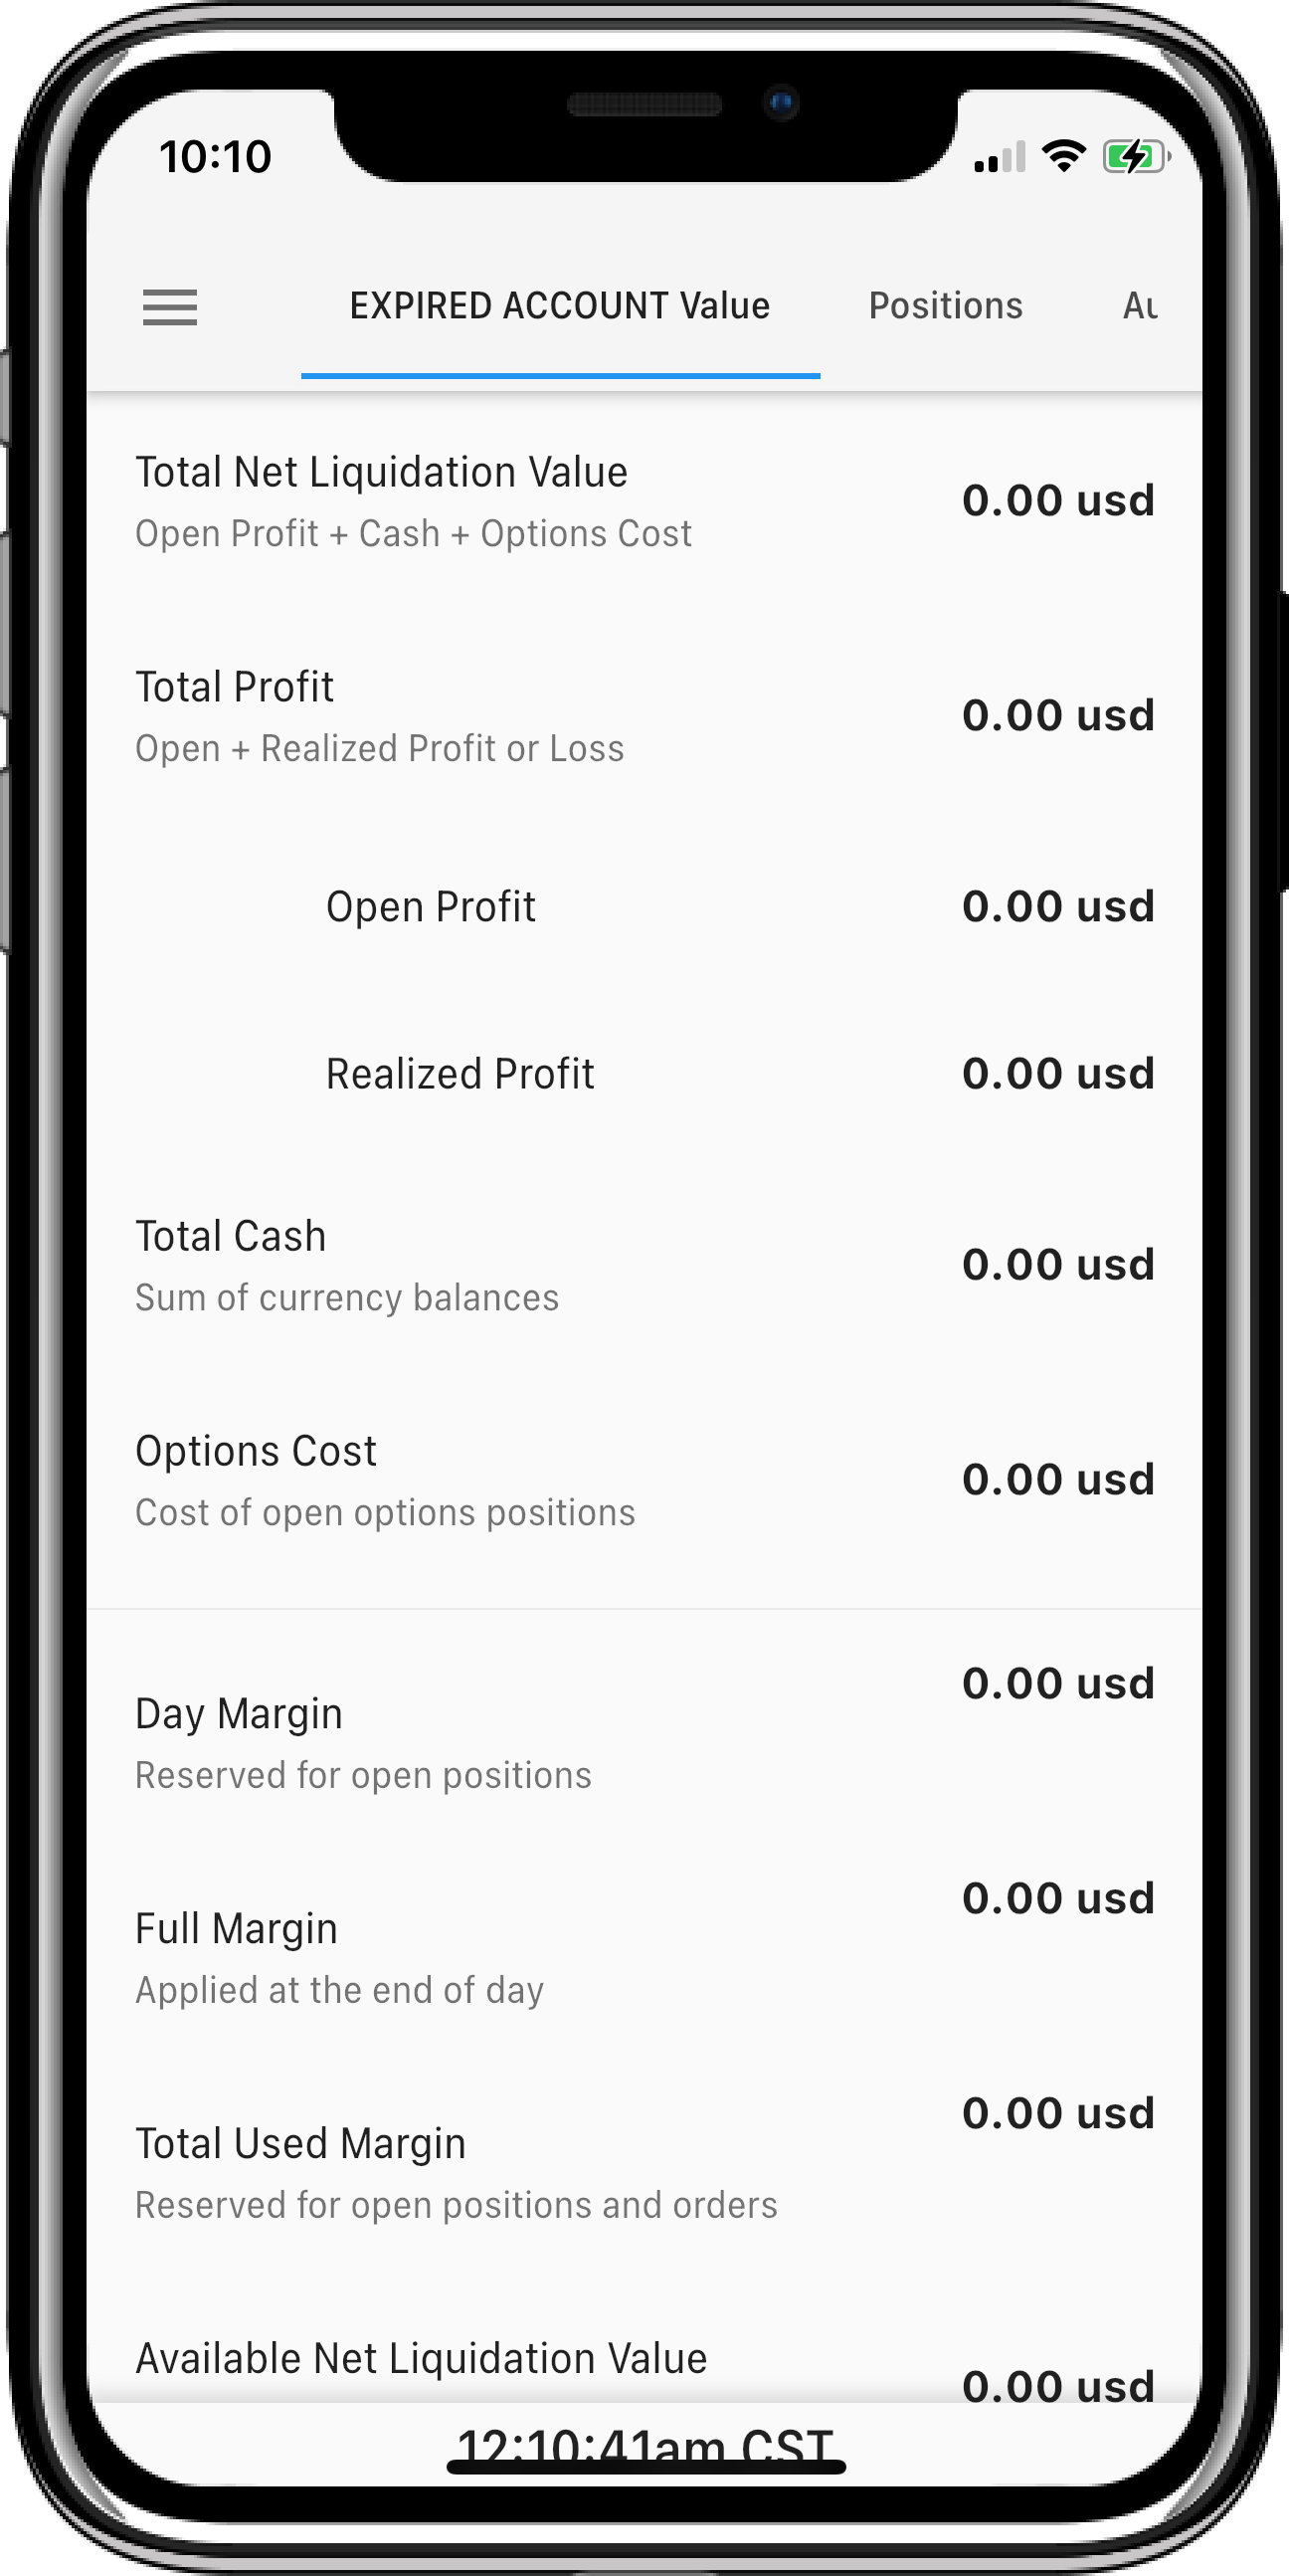 10:10
EXPIRED ACCOUNT Value Positions
Total Net Liquidation Value
Open Profit + Cash + Options Cost
0.00 usd
Total Profit
Open + Realized Profit or Loss
0.00 usd
Open Profit 0.00 usd
Realized Profit 0.00 usd
Total Cash
Sum of currency balances
0.00 usd
Options Cost
Cost of open options positions
0.00 usd
Day Margin
Reserved for open positions
0.00 usd
Full Margin
Applied at the end of day
0.00 usd
Total Used Margin
Reserved for open positions and orders
0.00 usd
Available Net Liquidation Value
0.00 usd
12:10:41am CST